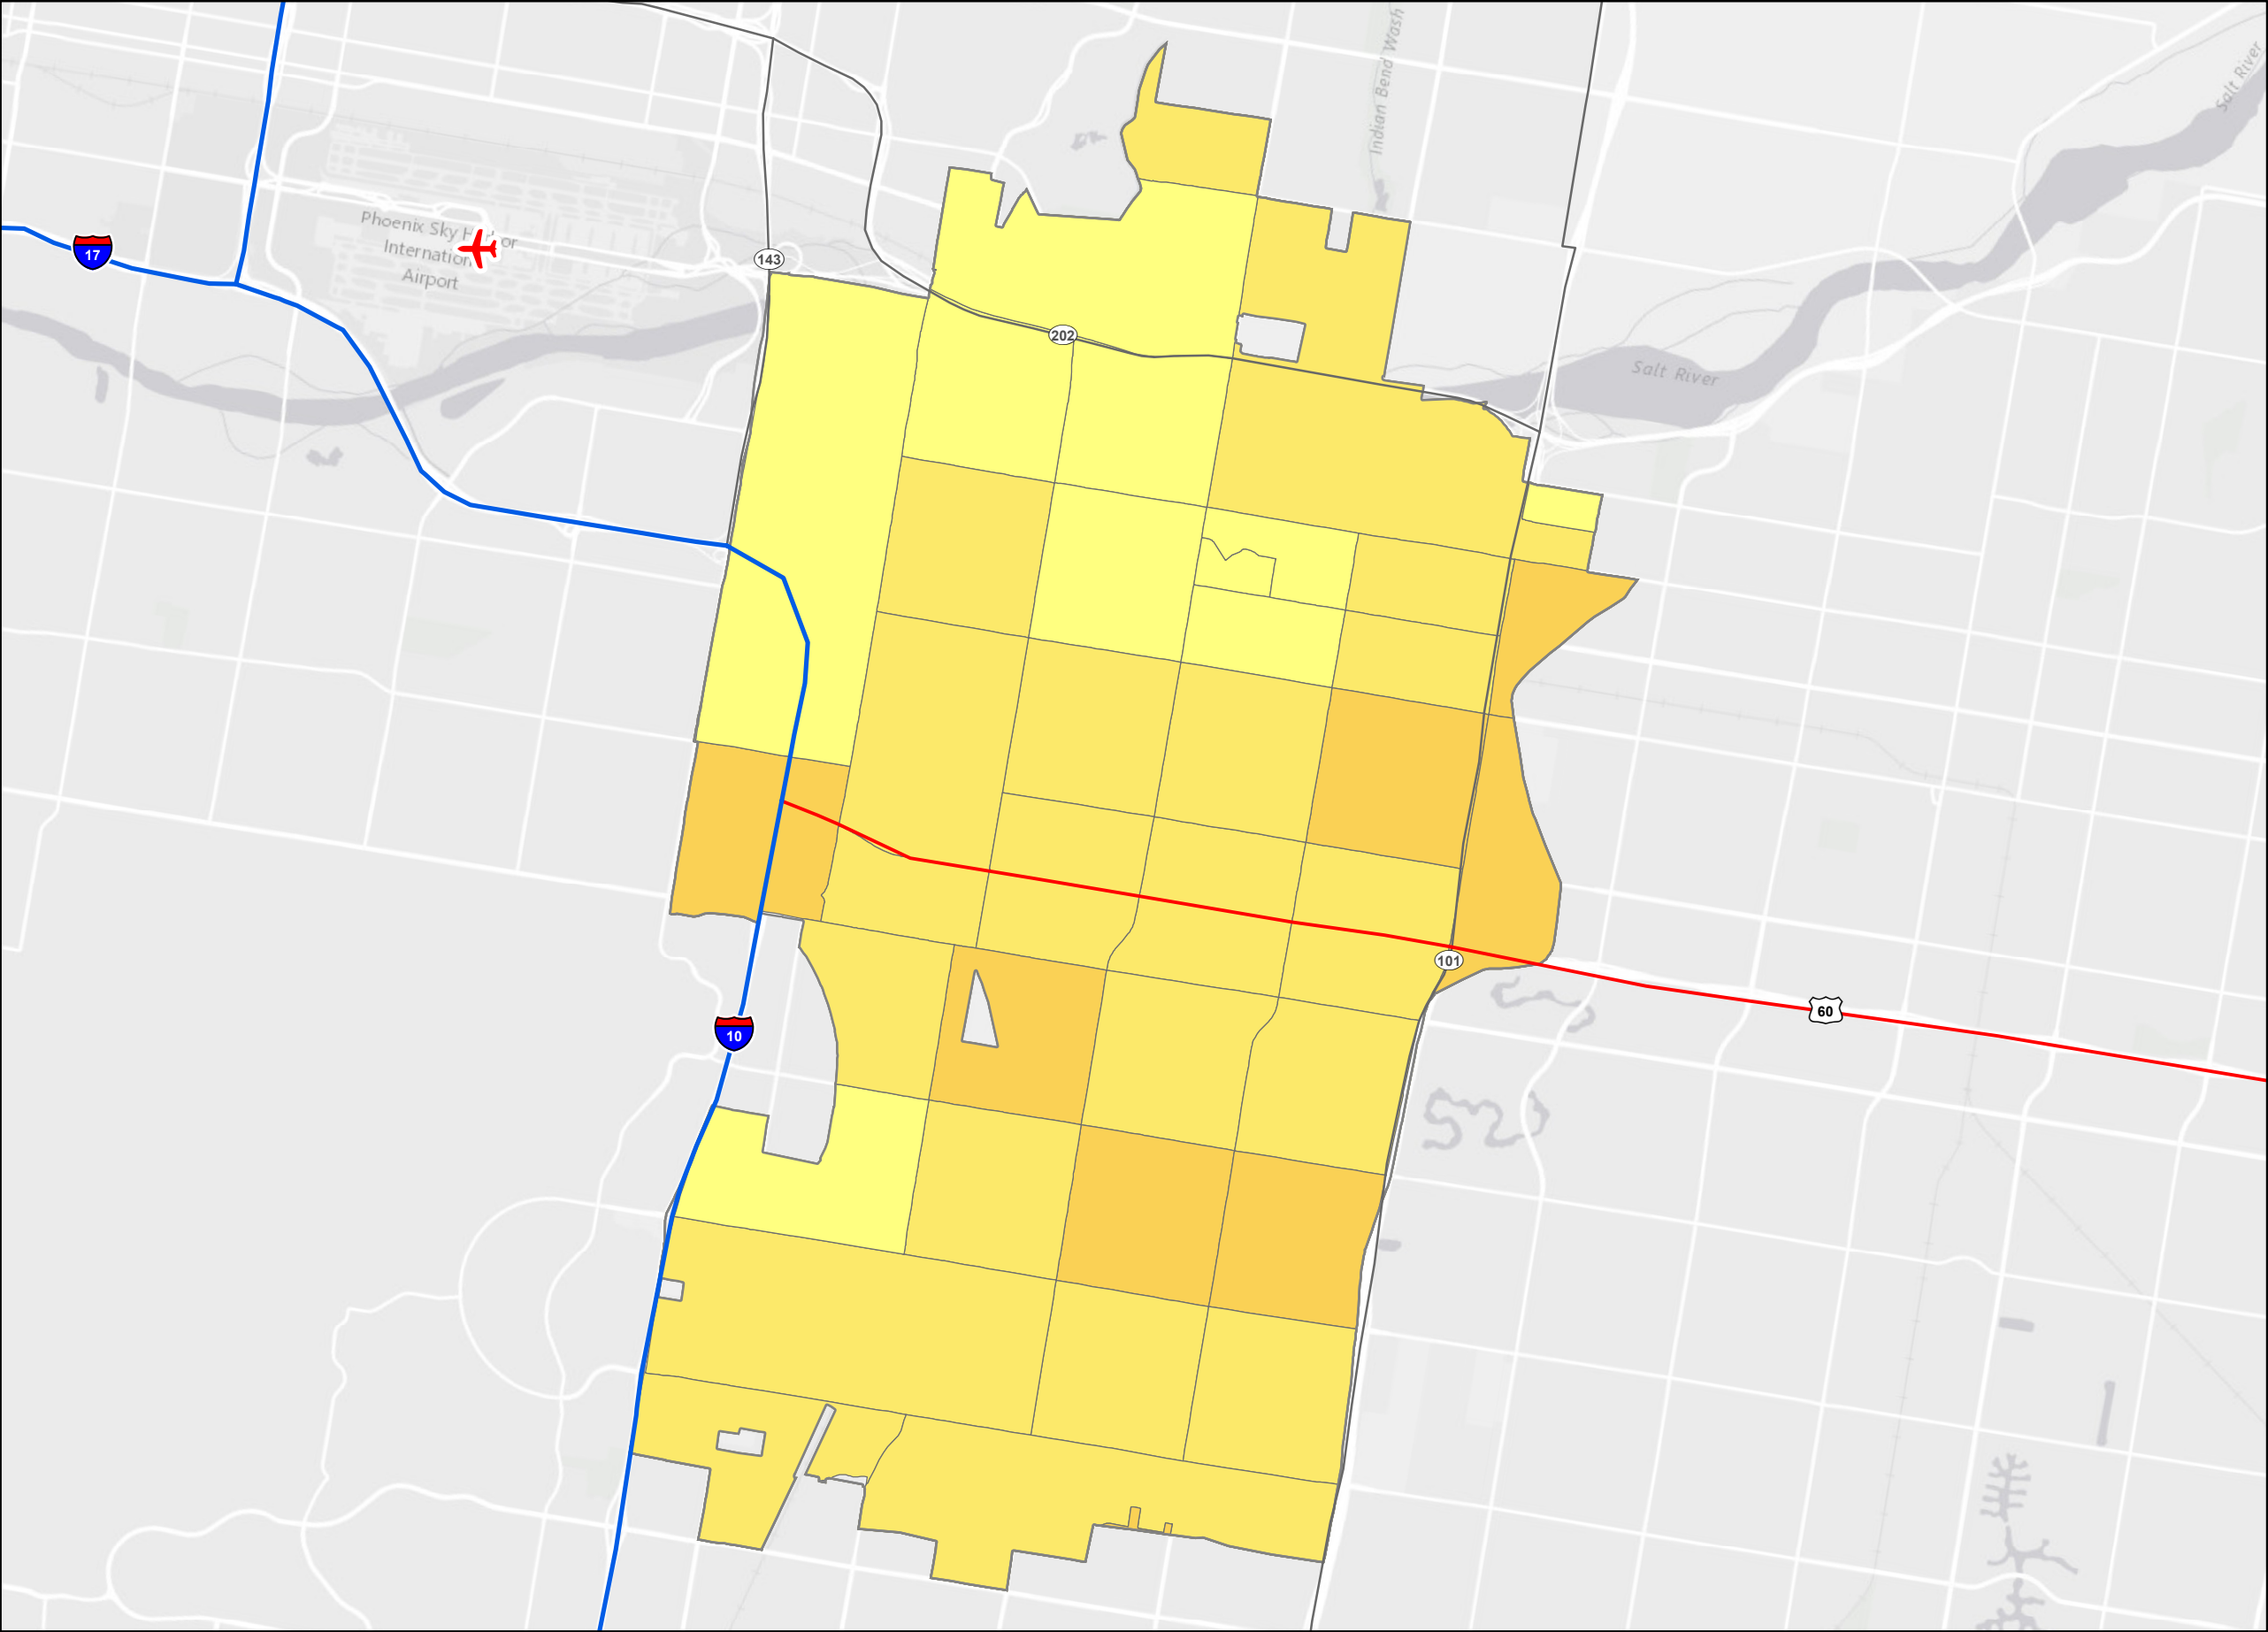 Indian Bend Wash
Salt River
Phoenix Sky Harbor
International
Airport
17
143
202
Salt River
101
60
10